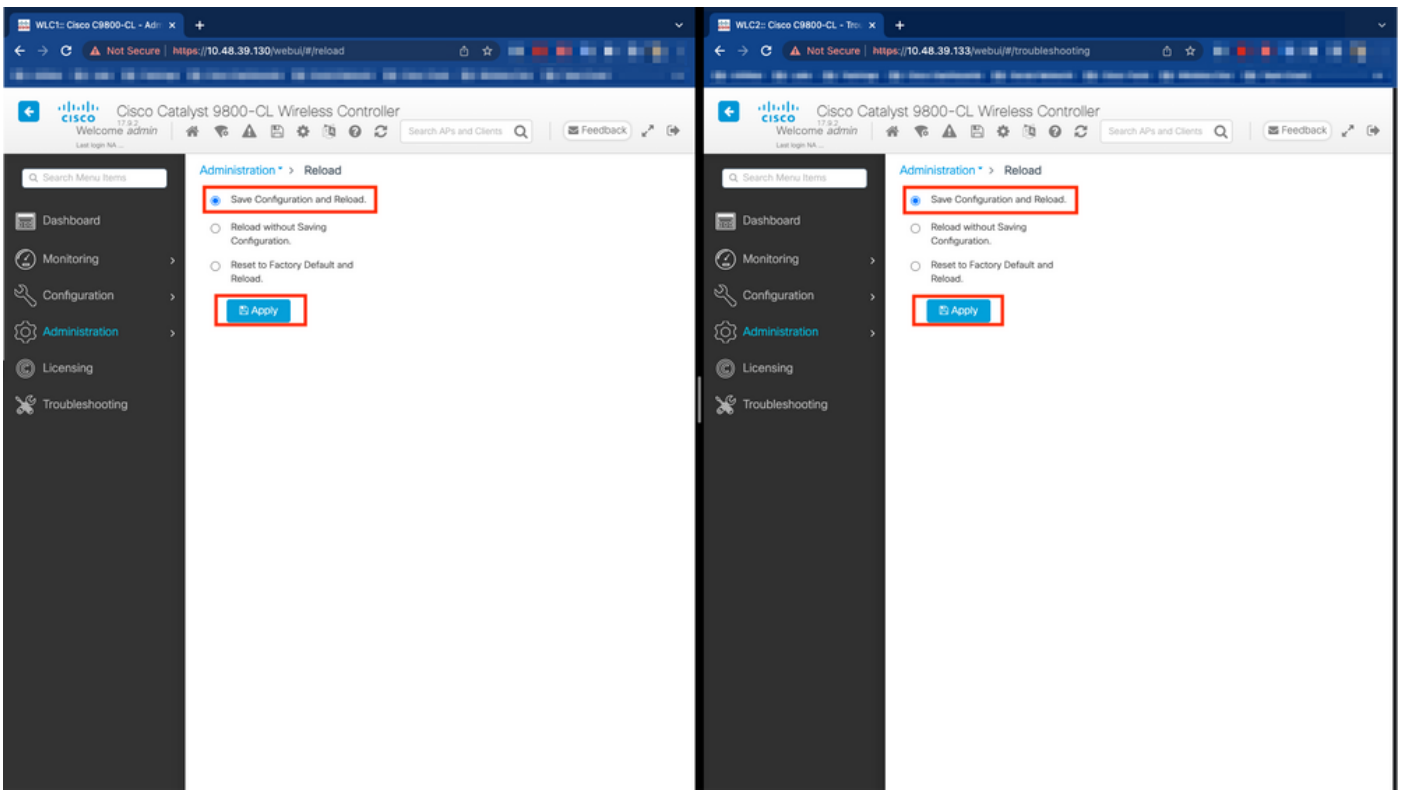 WLC1:: Cisco C9800-CL - Adm
Not Secure | https://10.48.39.130/webui/#/reload
CISCO
Cisco Catalyst 9800-CL Wireless Controller
17.9.2
Welcome admin
Last login NA ...
Search APs and Clients
Feedback
Search Menu Items
Dashboard
Monitoring
Configuration
Administration
Licensing
Troubleshooting
Administration * > Reload
Save Configuration and Reload.
Reload without Saving
Configuration.
Reset to Factory Default and
Reload.
Apply
WLC2:: Cisco C9800-CL - Tro
Not Secure | https://10.48.39.133/webui/#/troubleshooting
CISCO
Cisco Catalyst 9800-CL Wireless Controller
17.9.2
Welcome admin
Last login NA ...
Search APs and Clients
Feedback
Search Menu Items
Dashboard
Monitoring
Configuration
Administration
Licensing
Troubleshooting
Administration * > Reload
Save Configuration and Reload.
Reload without Saving
Configuration.
Reset to Factory Default and
Reload.
Apply